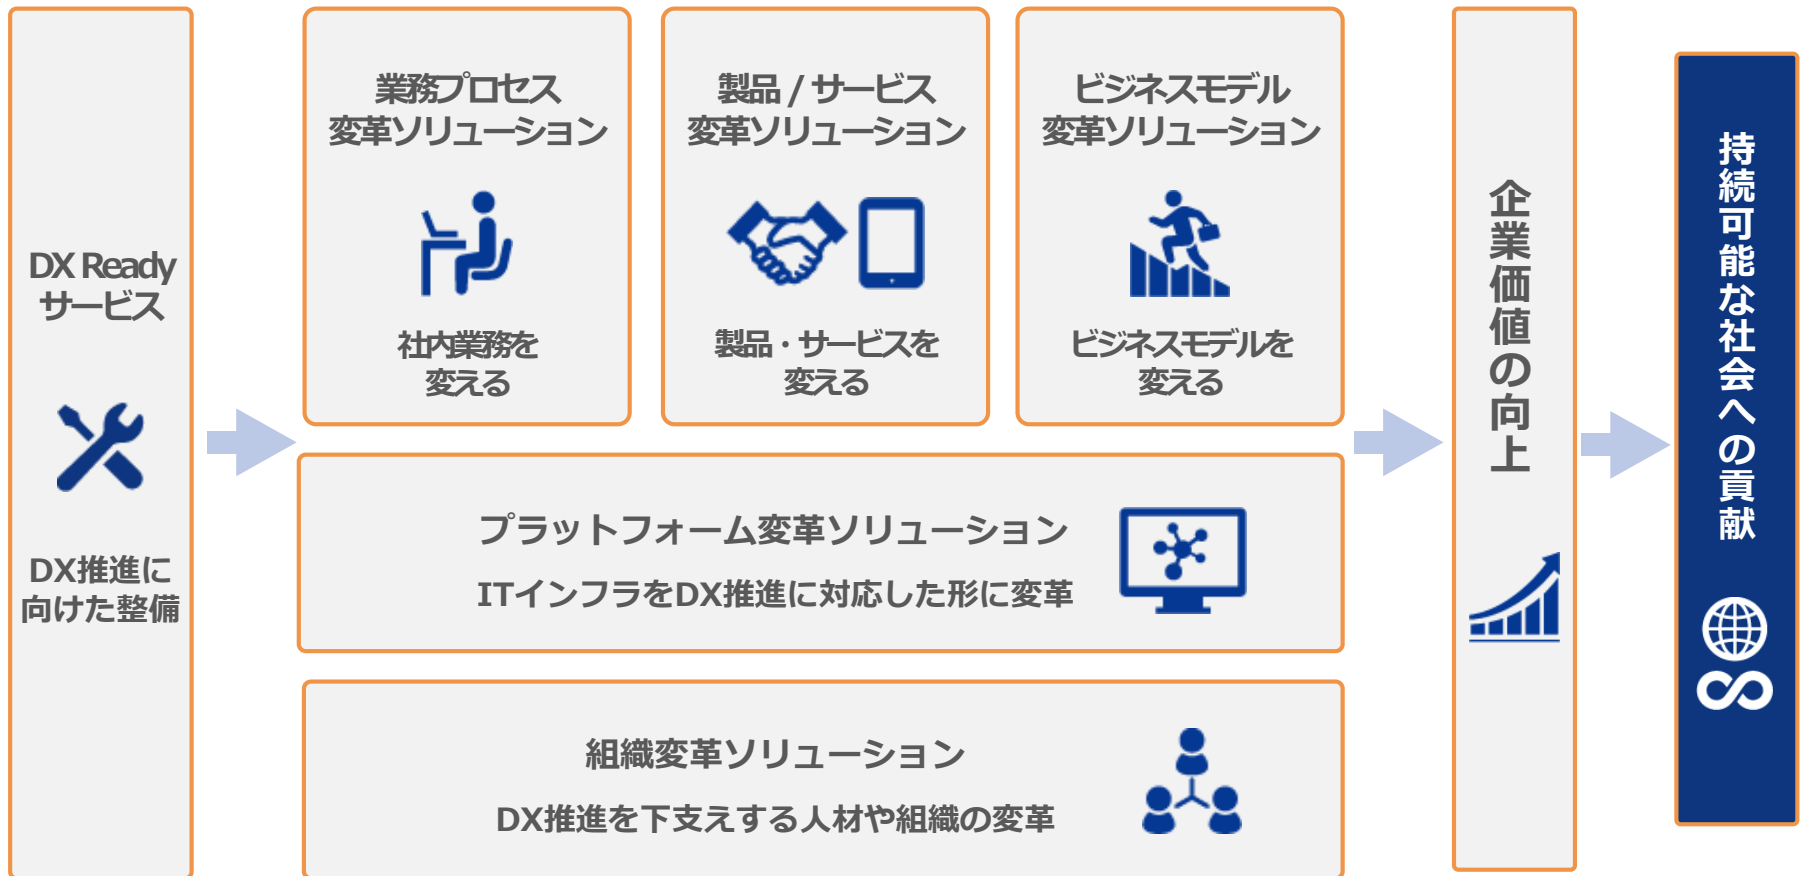 DX Ready
サービス
DX推進に
向けた整備
業務プロセス
変革ソリューション
社内業務を
変える
製品 / サービス
変革ソリューション
製品・サービスを
変える
ビジネスモデル
変革ソリューション
ビジネスモデルを
変える
プラットフォーム変革ソリューション
ITインフラをDX推進に対応した形に変革
組織変革ソリューション
DX推進を下支えする人材や組織の変革
企業価値の向上
持続可能な社会への貢献